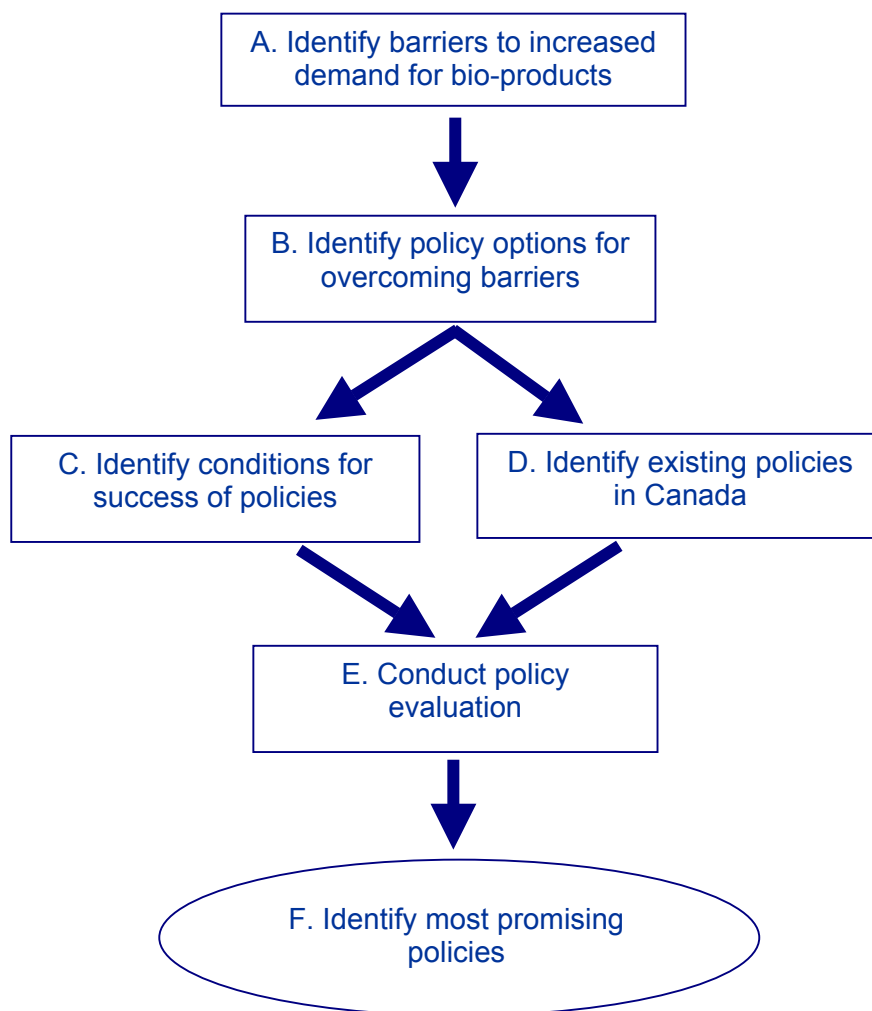 A. Identify barriers to increased
demand for bio-products
B. Identify policy options for
overcoming barriers
C. Identify conditions for
success of policies
D. Identify existing policies
in Canada
E. Conduct policy
evaluation
F. Identify most promising
policies